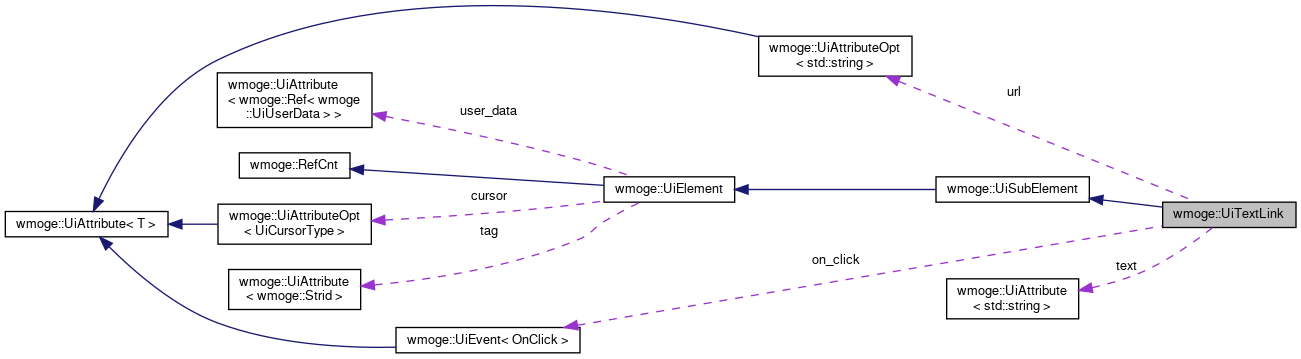 wmoge::UiAttributeOpt
< std::string >
wmoge::UiAttribute
< wmoge::Ref< wmoge
::UiUserData > >
url
user_data
wmoge::RefCnt
wmoge::UiElement
wmoge::UiSubElement
cursor
wmoge::UiTextLink
wmoge::UiAttribute< T >
wmoge::UiAttributeOpt
< UiCursorType >
tag
on_click
text
wmoge::UiAttribute
< wmoge::Strid >
wmoge::UiAttribute
< std::string >
wmoge::UiEvent< OnClick >